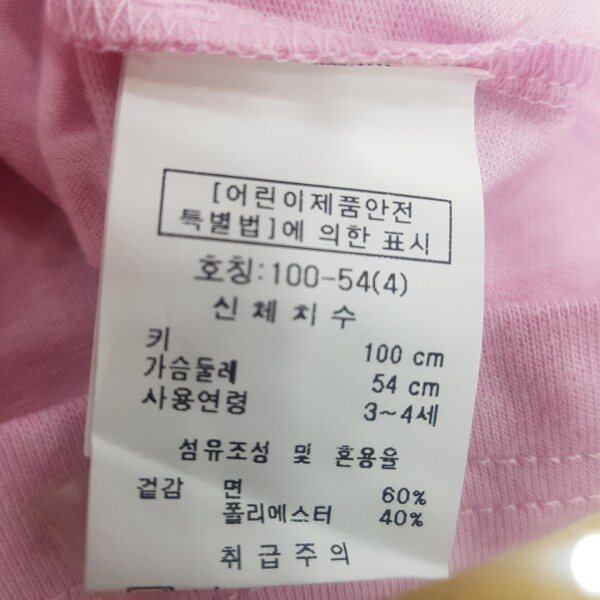 [어린이제품안전
특별법]에 의한 표시
호칭:100-54(4)
신체치수
키 100 cm
가슴둘레 54 cm
사용연령 3~4세
섬유조성 및 혼용율
겉감 면 60%
폴리에스터 40%
취급주의